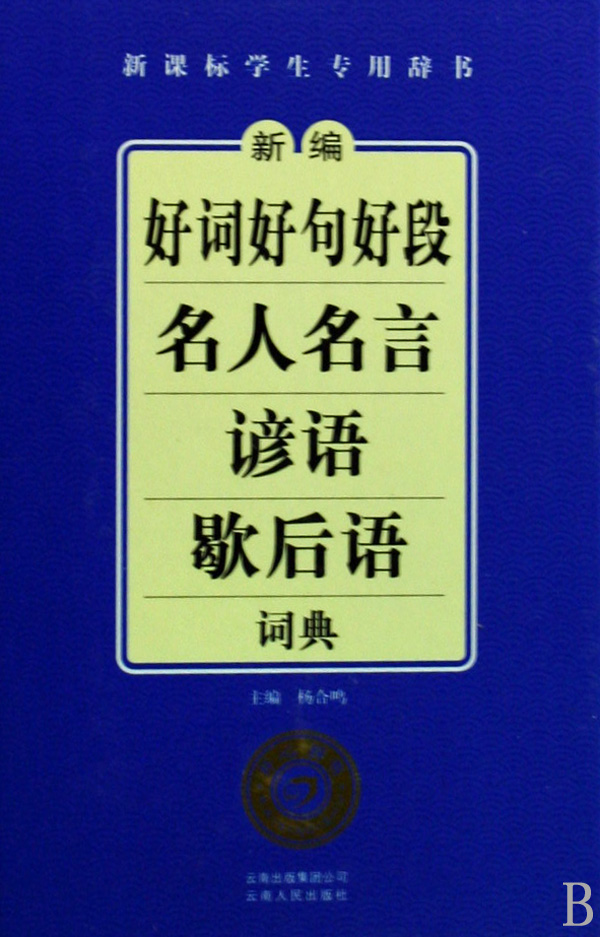 新课标学生专用辞书
新编
好词好句好段
名人名言
谚语
歇后语
词典
主编 杨合鸣
云南出版集团公司
云南人民出版社
B